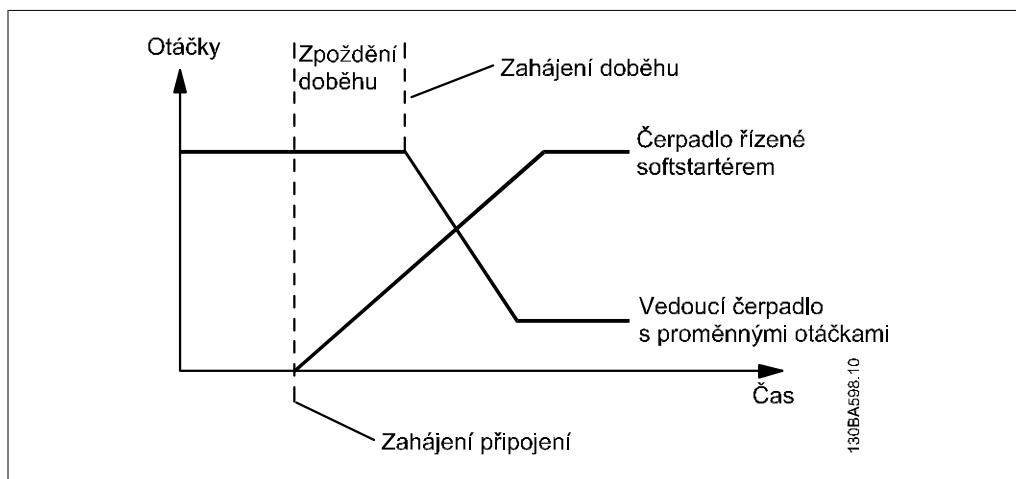 Otáčky
Zpoždění
doběhu
Zahájení doběhu
Čerpadlo řízené
softstartérem
Vedoucí čerpadlo
s proměnnými otáčkami
Čas
Zahájení připojení
130BA598.10